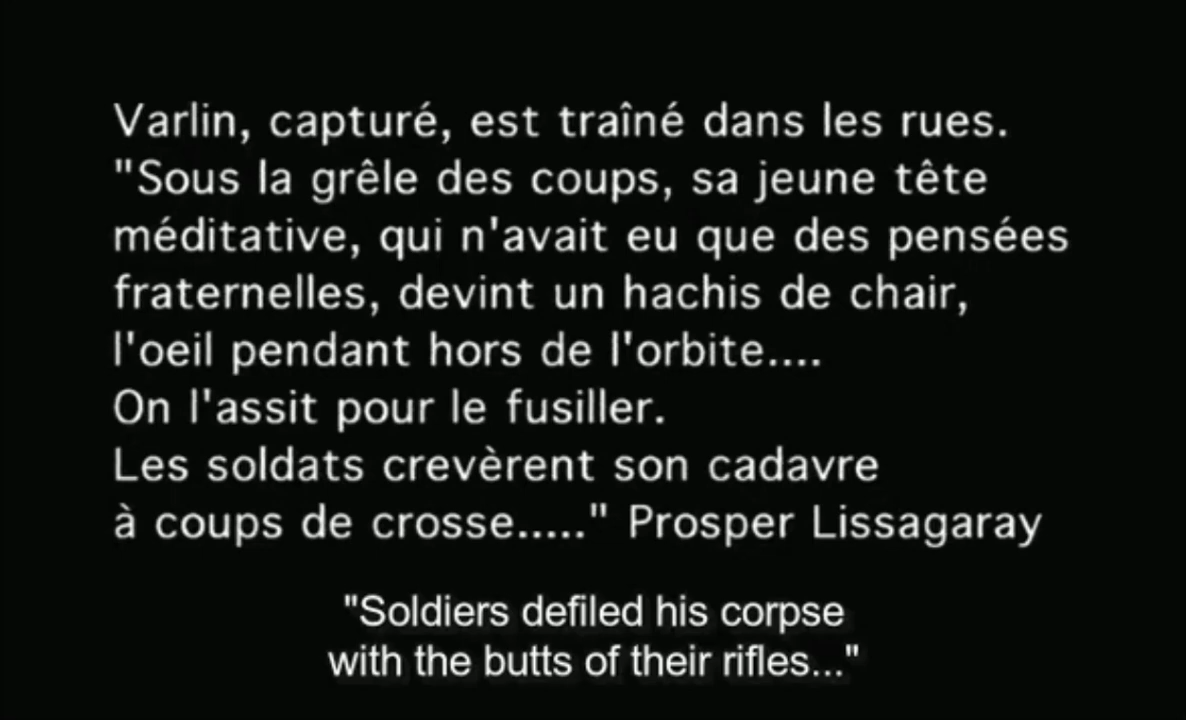 Varlin, capturé, est traîné dans les rues.
"Sous la grêle des coups, sa jeune tête
méditative, qui n'avait eu que des pensées
fraternelles, devint un hachis de chair,
l'oeil pendant hors de l'orbite....
On l'assit pour le fusiller.
Les soldats crevèrent son cadavre
à coups de crosse....." Prosper Lissagaray
"Soldiers defiled his corpse
with the butts of their rifles..."